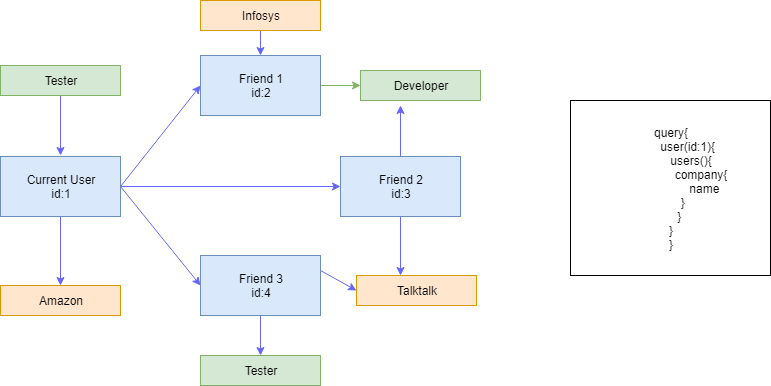 Infosys
Friend 1
id:2
Tester
Developer
Current User
id:1
Friend 2
id:3
Friend 3
id:4
Amazon
Talktalk
Tester
query{
user(id:1){
users(){
company{
name
}
}
}
}